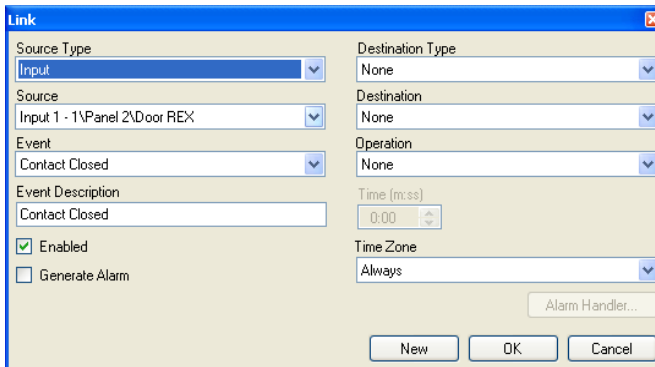 Link
Source Type
Input
Source
Input 1 - 1\Panel 2\Door REX
Event
Contact Closed
Event Description
Contact Closed
Enabled
Generate Alarm
Destination Type
None
Destination
None
Operation
None
Time (m:ss)
0:00
Time Zone
Always
Alarm Handler...
New
OK
Cancel